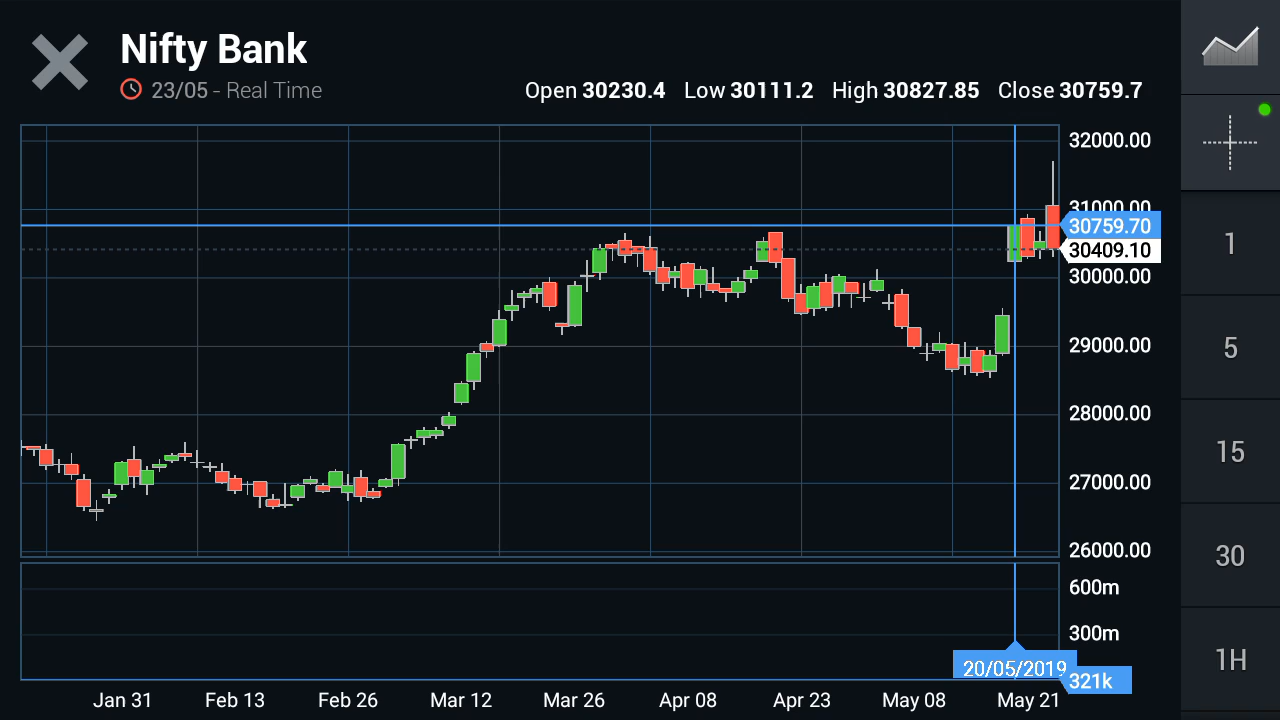 Nifty Bank
23/05 - Real Time
Open 30230.4 Low 30111.2 High 30827.85 Close 30759.7
32000.00
31000.00
30759.70
30409.10
30000.00
29000.00
28000.00
27000.00
26000.00
600m
300m
20/05/2019
321k
Jan 31 Feb 13 Feb 26 Mar 12 Mar 26 Apr 08 Apr 23 May 08 May 21
1
5
15
30
1H